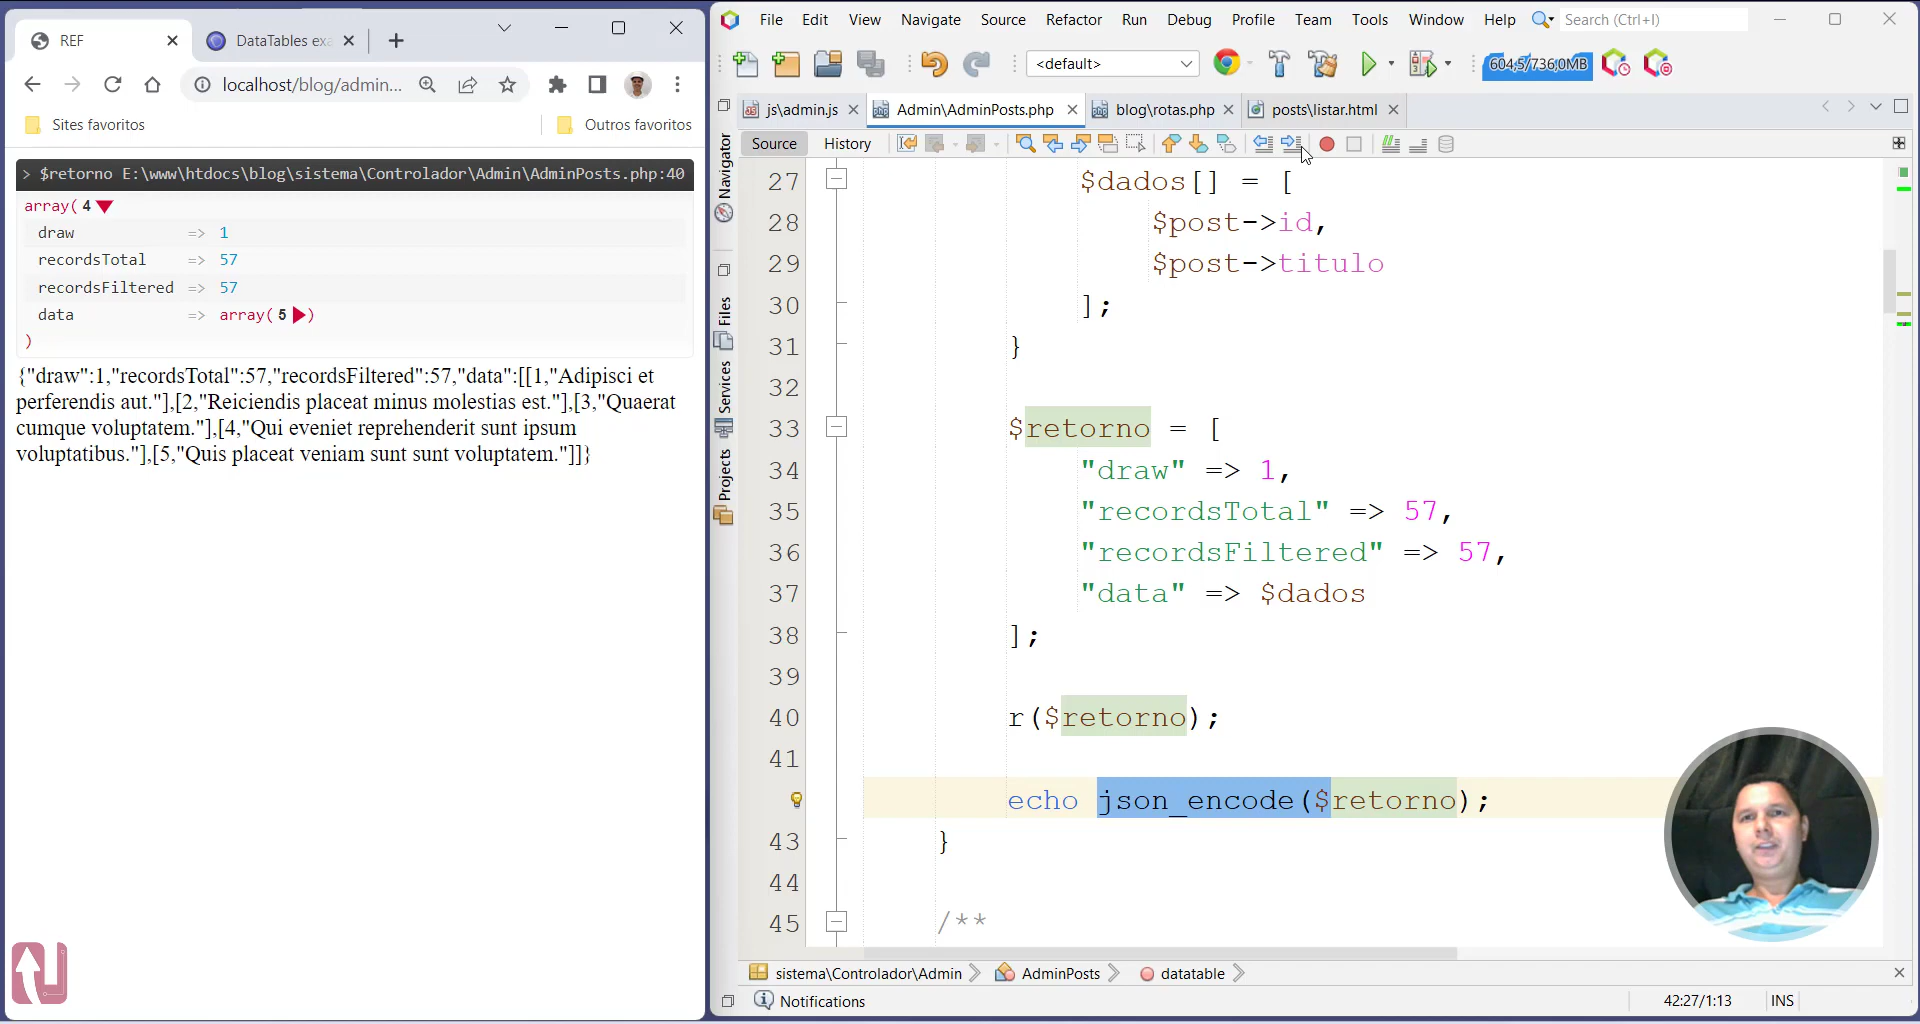 REF
DataTables exa
localhost/blog/admin...
Sites favoritos
Outros favoritos
> $retorno E:\www\htdocs\blog\sistema\Controlador\Admin\AdminPosts.php:40
array( 4
draw => 1
recordsTotal => 57
recordsFiltered => 57
data => array( 5 )
)
{"draw":1,"recordsTotal":57,"recordsFiltered":57,"data":[[1,"Adipisci et
perferendis aut."],[2,"Reiciendis placeat minus molestias est."],[3,"Quaerat
cumque voluptatem."],[4,"Qui eveniet reprehenderit sunt ipsum
voluptatibus."],[5,"Quis placeat veniam sunt sunt voluptatem."]]}
File Edit View Navigate Source Refactor Run Debug Profile Team Tools Window Help
Search (Ctrl+I)
<default>
604,5/736,0MB
js\admin.js
Admin\AdminPosts.php
blog\rotas.php
posts\listar.html
Source
History
Navigator
Files
Services
Projects
27 $dados[] = [
28 $post->id,
29 $post->titulo
30 ];
31 }
32
33 $retorno = [
34 "draw" => 1,
35 "recordsTotal" => 57,
36 "recordsFiltered" => 57,
37 "data" => $dados
38 ];
39
40 r($retorno);
41
echo json_encode($retorno);
43 }
44
45 /**
sistema\Controlador\Admin
AdminPosts
datatable
Notifications
42:27/1:13
INS